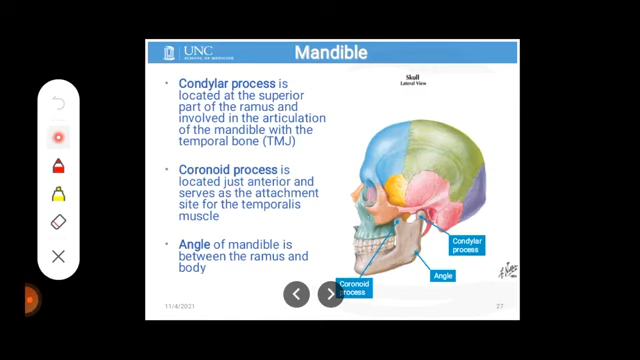 UNC
SCHOOL OF MEDICINE
Mandible
• Condylar process is
located at the superior
part of the ramus and
involved in the articulation
of the mandible with the
temporal bone (TMJ)
• Coronoid process is
located just anterior and
serves as the attachment
site for the temporalis
muscle
• Angle of mandible is
between the ramus and
body
Skull
Lateral View
Condylar
process
Angle
Coronoid
process
11/4/2021
27